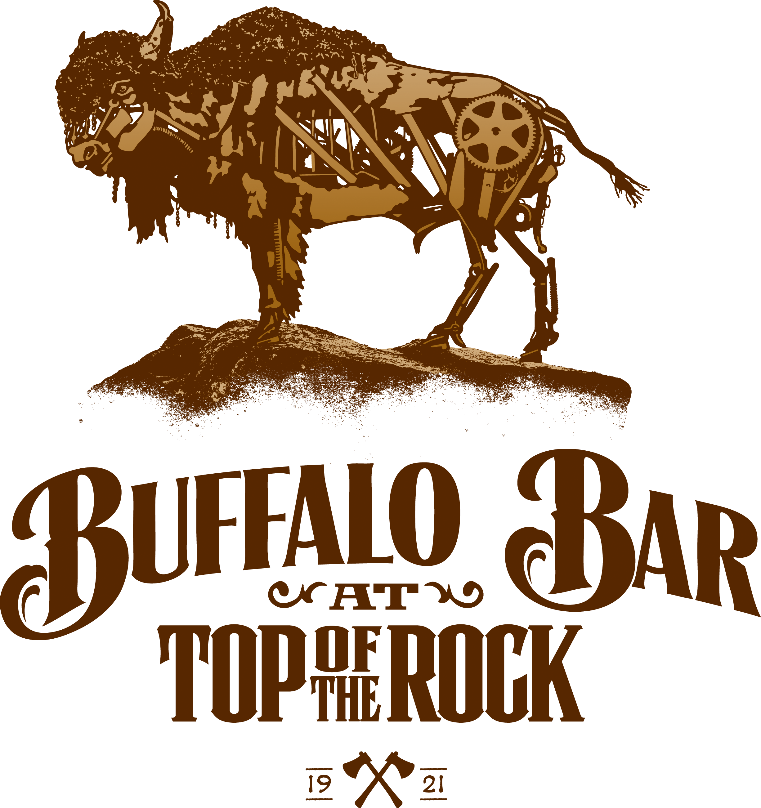 BUFFALO BAR
AT
TOP OF THE ROCK
19 21